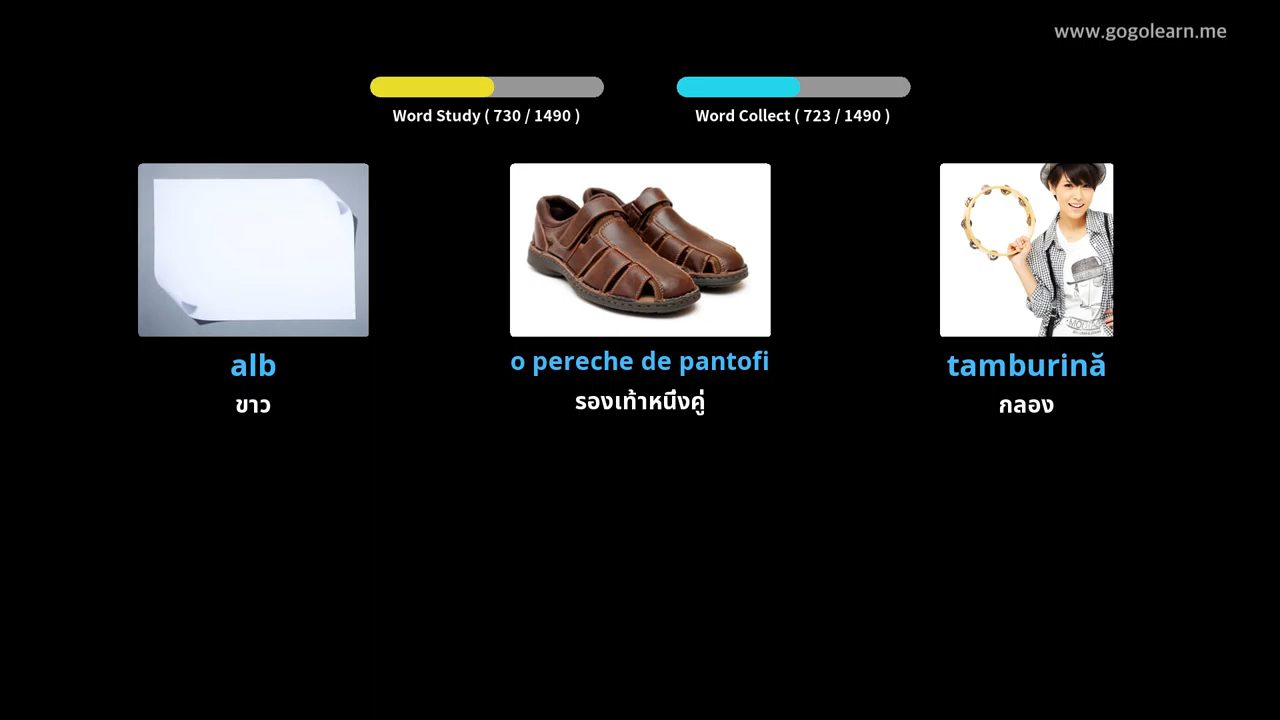 www.gogolearn.me
Word Study ( 730 / 1490 )
Word Collect ( 723 / 1490 )
alb
ขาว
o pereche de pantofi
รองเท้าหนึ่งคู่
tamburină
กลอง